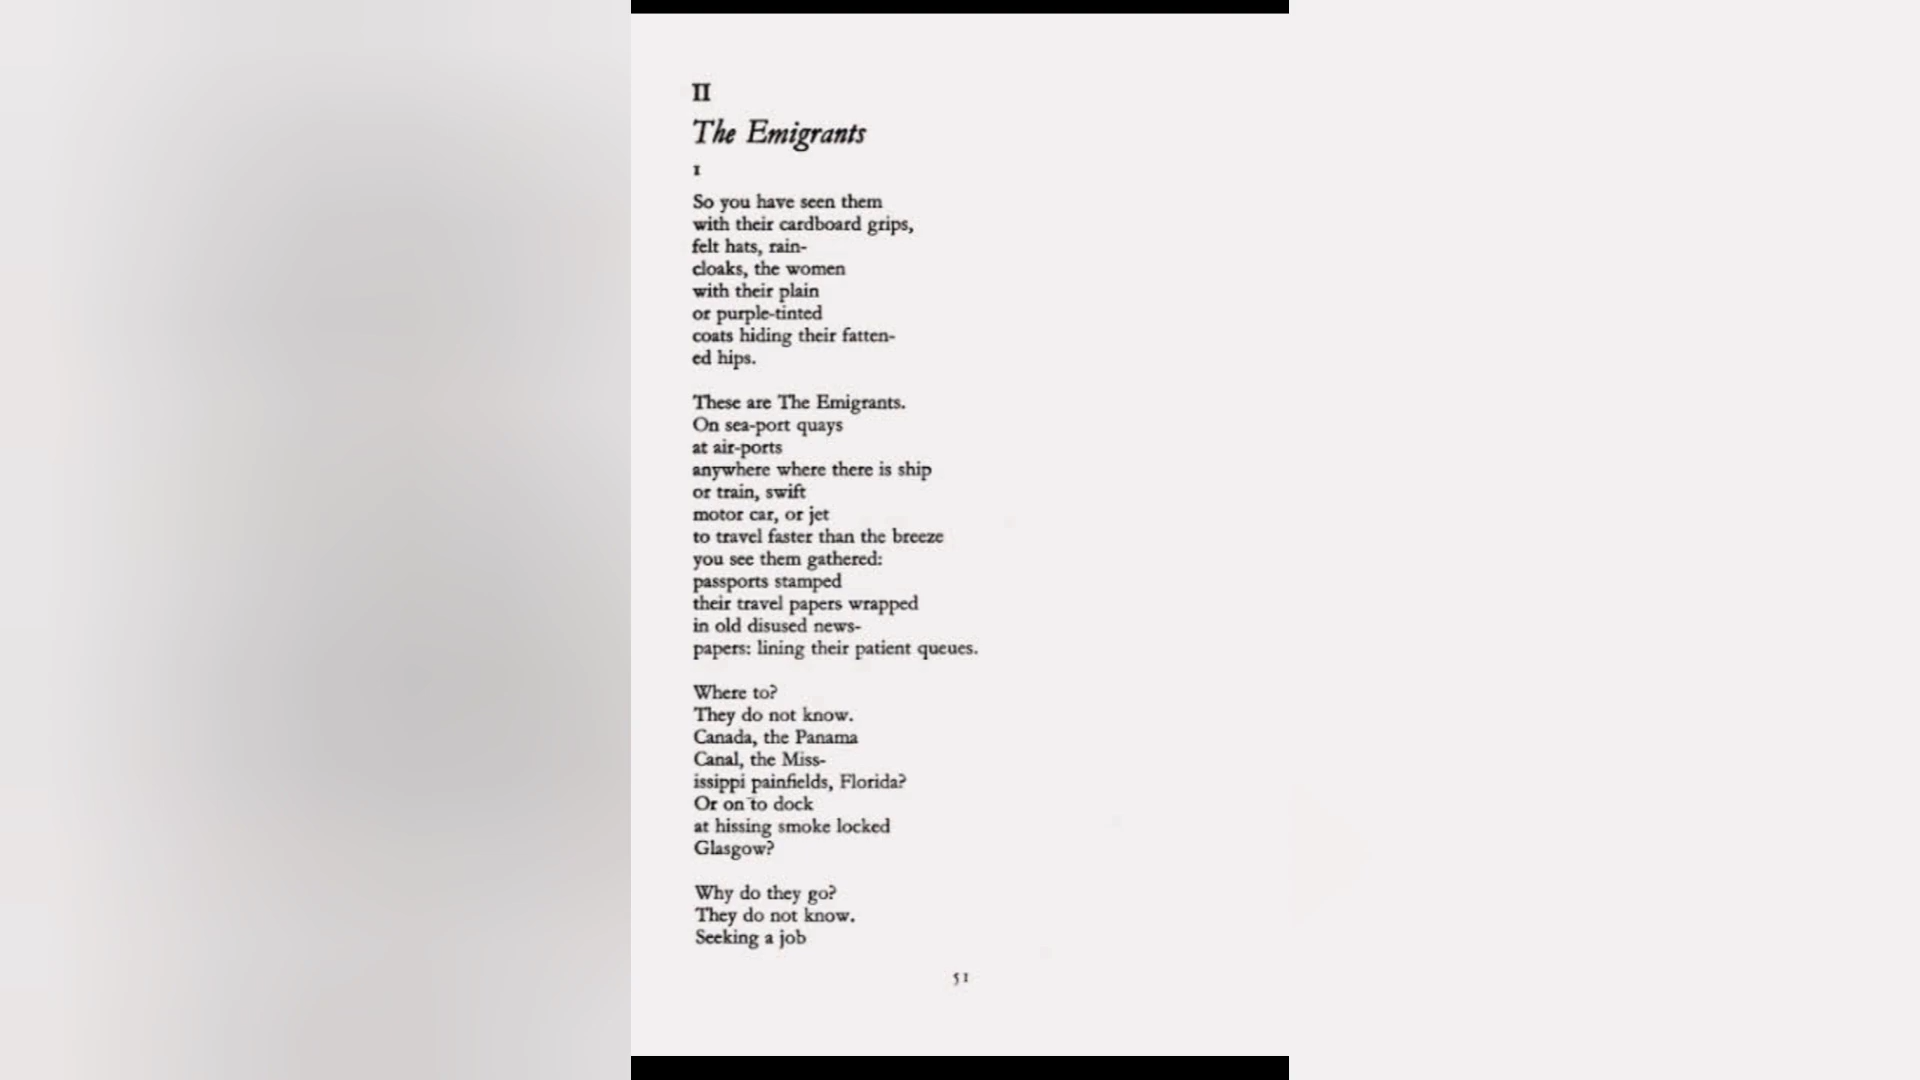 II
The Emigrants
1
So you have seen them
with their cardboard grips,
felt hats, rain-
cloaks, the women
with their plain
or purple-tinted
coats hiding their fatten-
ed hips.
These are The Emigrants.
On sea-port quays
at air-ports
anywhere where there is ship
or train, swift
motor car, or jet
to travel faster than the breeze
you see them gathered:
passports stamped
their travel papers wrapped
in old disused news-
papers: lining their patient queues.
Where to?
They do not know.
Canada, the Panama
Canal, the Miss-
issippi painfields, Florida?
Or on to dock
at hissing smoke locked
Glasgow?
Why do they go?
They do not know.
Seeking a job
51